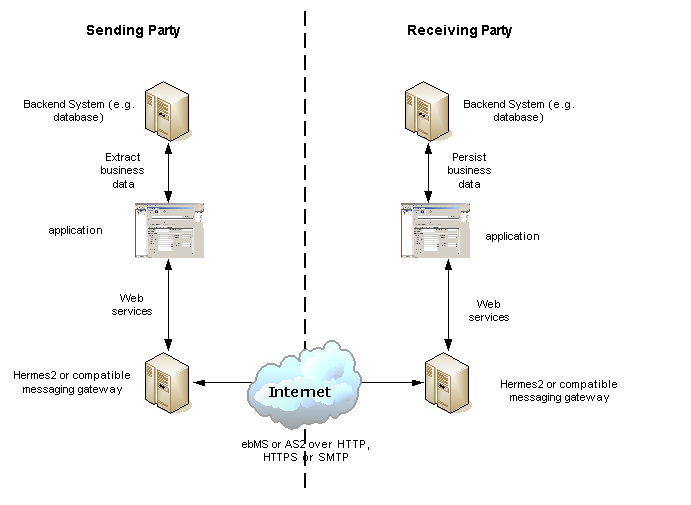 Sending Party
Receiving Party
Backend System (e.g.
database)
Backend System (e.g.
database)
Extract
business
data
Persist
business
data
application
application
Web
services
Web
services
Hermes2 or compatible
messaging gateway
Internet
Hermes2 or compatible
messaging gateway
ebMS or AS2 over HTTP,
HTTPS or SMTP